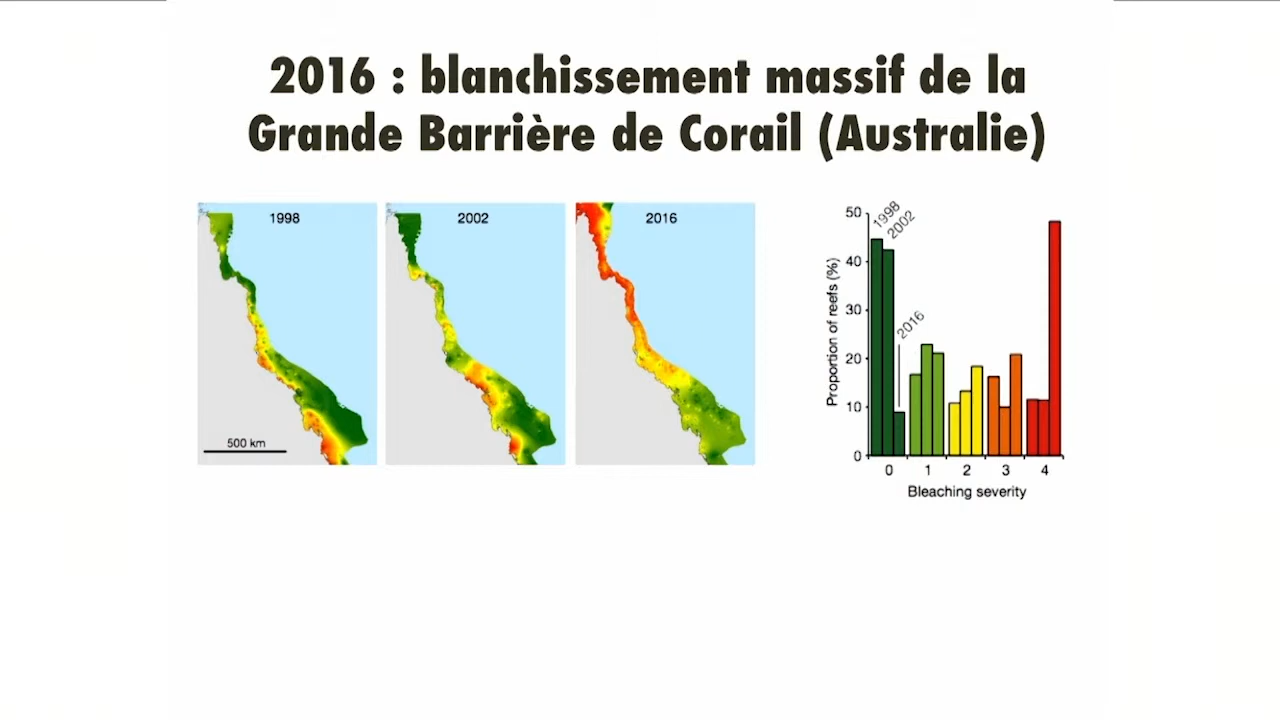 2016 : blanchissement massif de la
Grande Barrière de Corail (Australie)
1998
2002
2016
500 km
Proportion of reefs (%)
50
40
30
20
10
0
1998
2002
2016
0 1 2 3 4
Bleaching severity